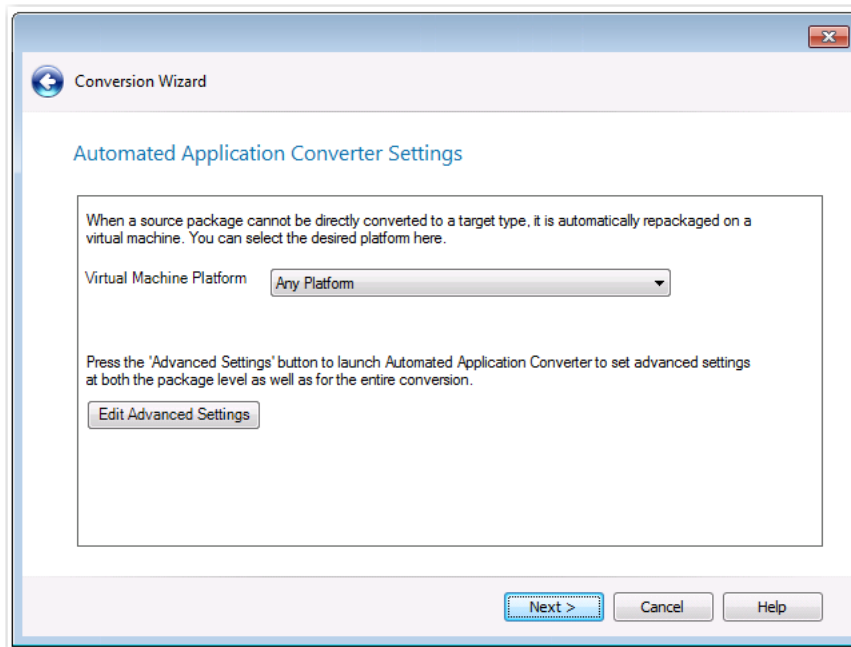 Conversion Wizard
Automated Application Converter Settings
When a source package cannot be directly converted to a target type, it is automatically repackaged on a
virtual machine. You can select the desired platform here.
Virtual Machine Platform Any Platform
Press the 'Advanced Settings' button to launch Automated Application Converter to set advanced settings
at both the package level as well as for the entire conversion.
Edit Advanced Settings
Next > Cancel Help